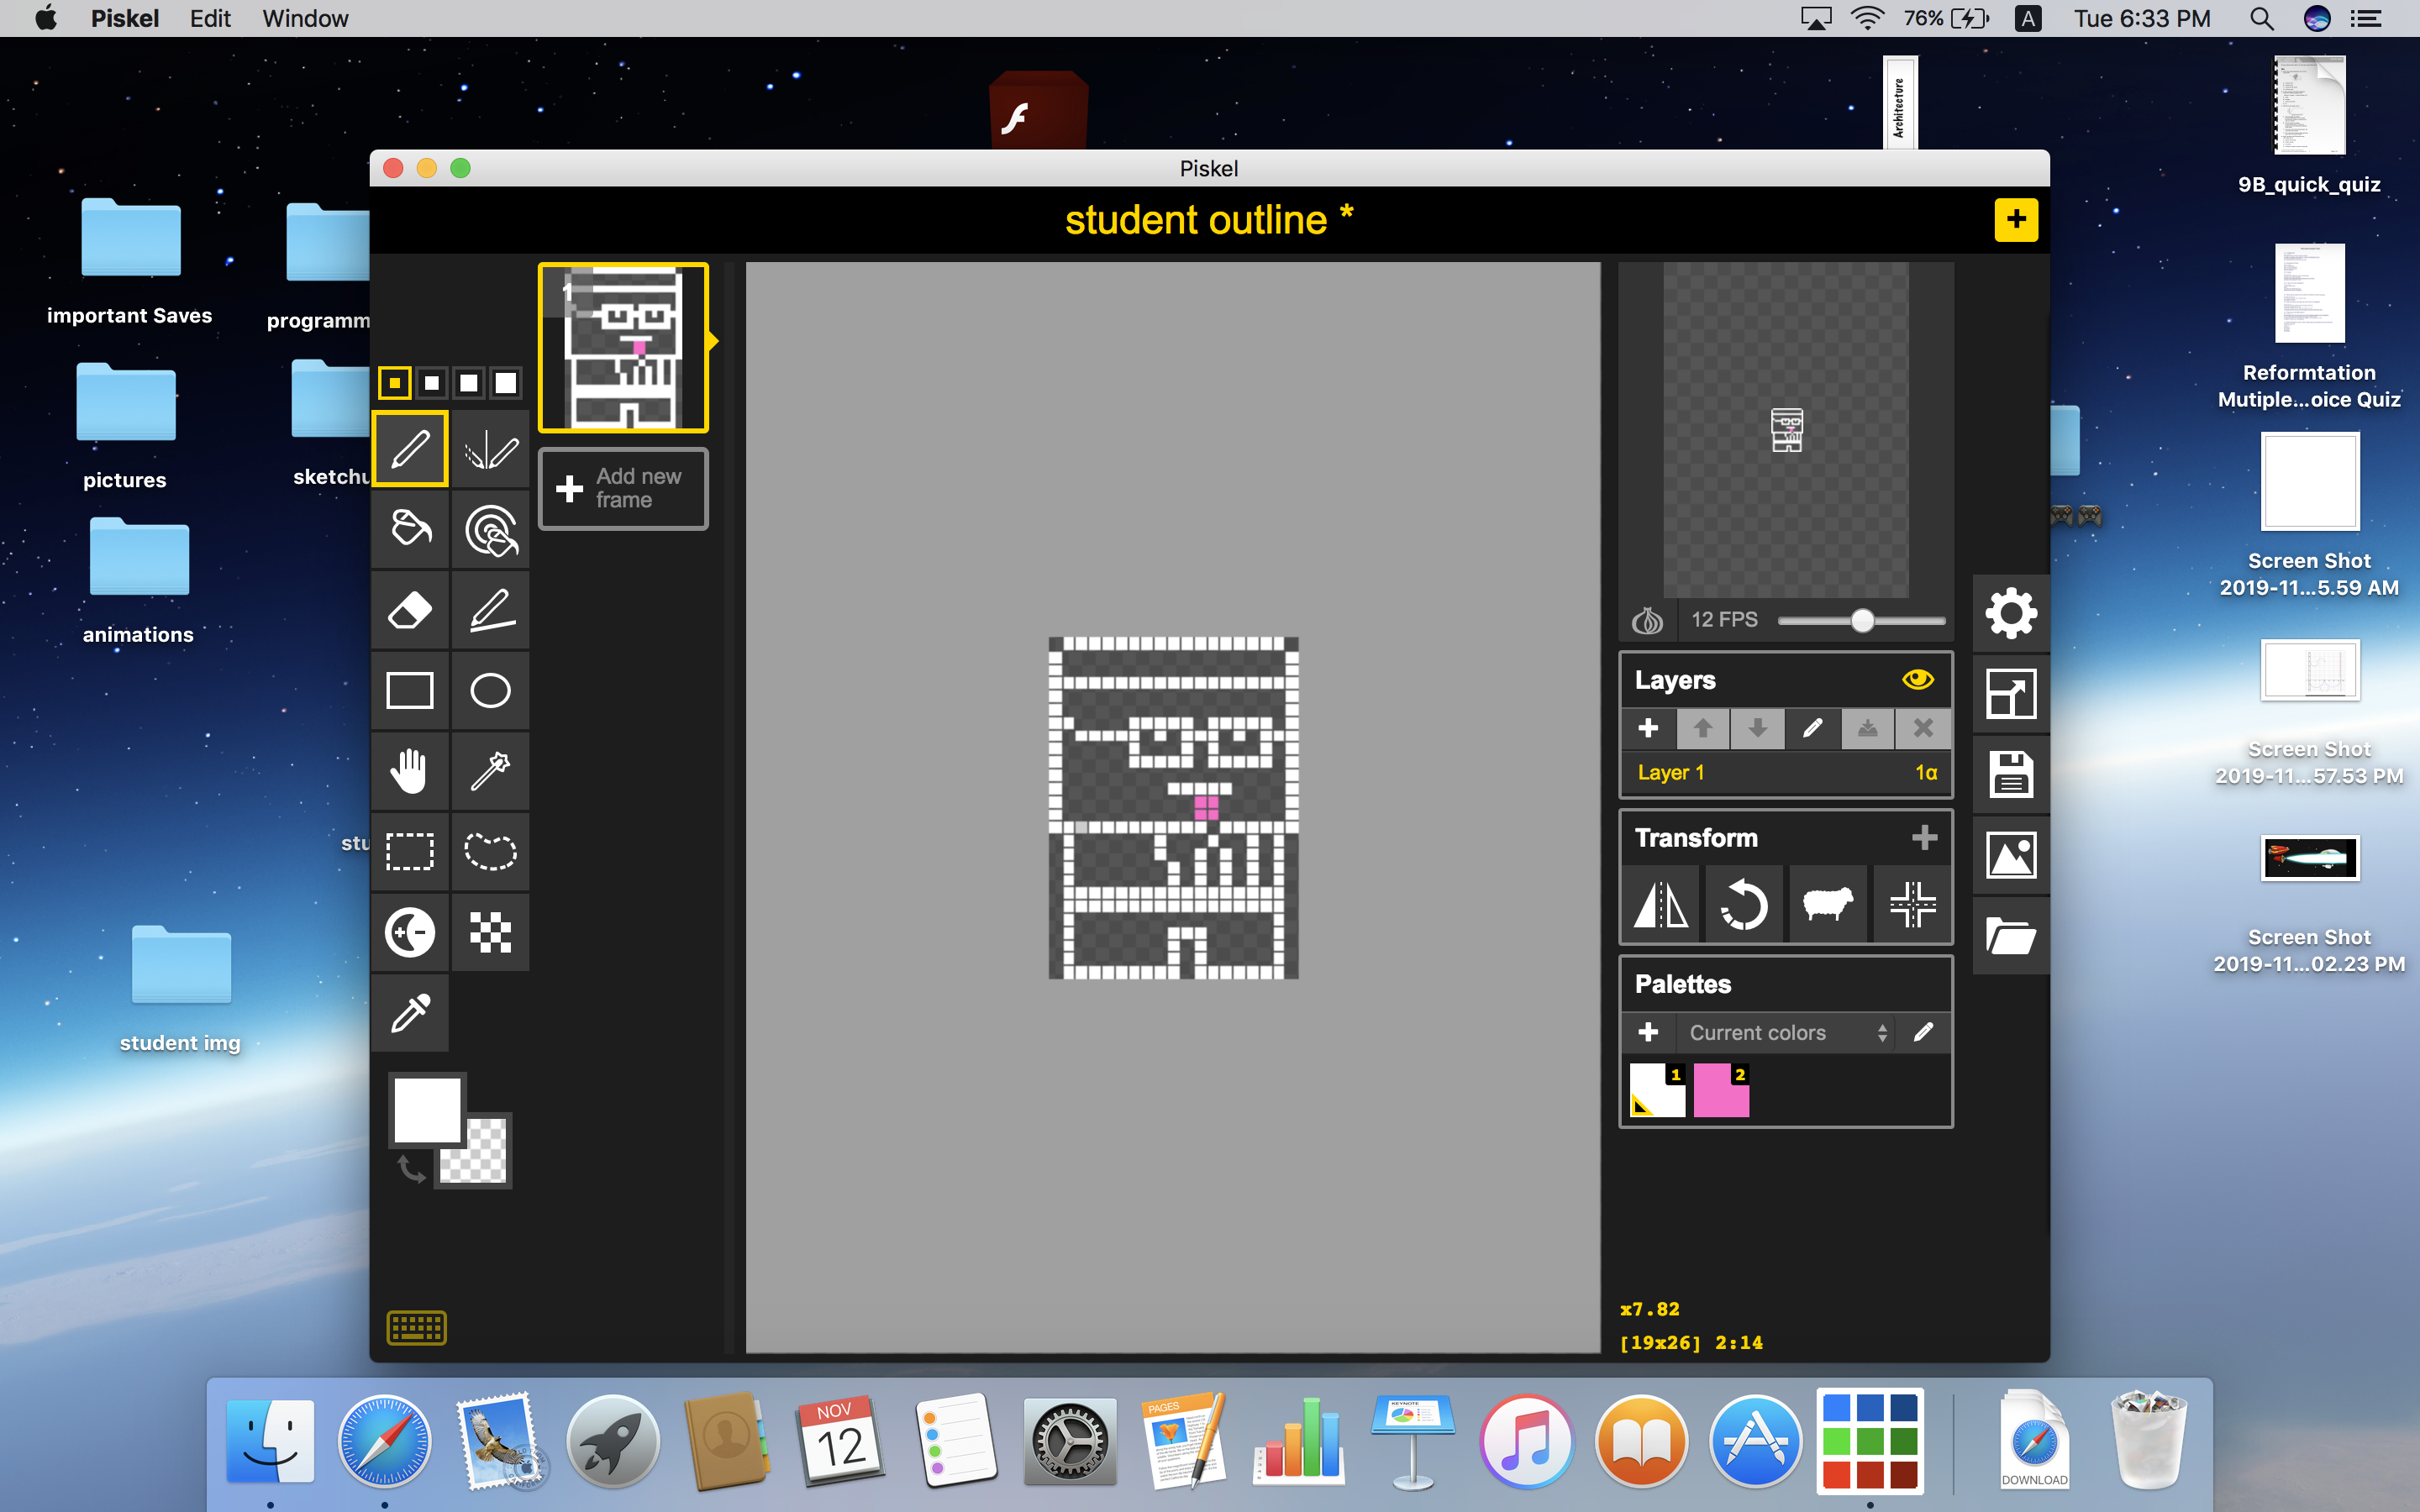 Piskel Edit Window 76% A Tue 6:33 PM
Architecture
9B_quick_quiz
Reformtation
Mutiple...oice Quiz
Screen Shot
2019-11...5.59 AM
Screen Shot
2019-11...57.53 PM
Screen Shot
2019-11...02.23 PM
important Saves
programm
pictures
sketchu
animations
stu
student img
Piskel
student outline *
1
Add new
frame
12 FPS
Layers
Layer 1 1α
Transform
Palettes
Current colors
1 2
x7.82
[19x26] 2:14
NOV
12
PAGES
KEYNOTE
DOWNLOAD